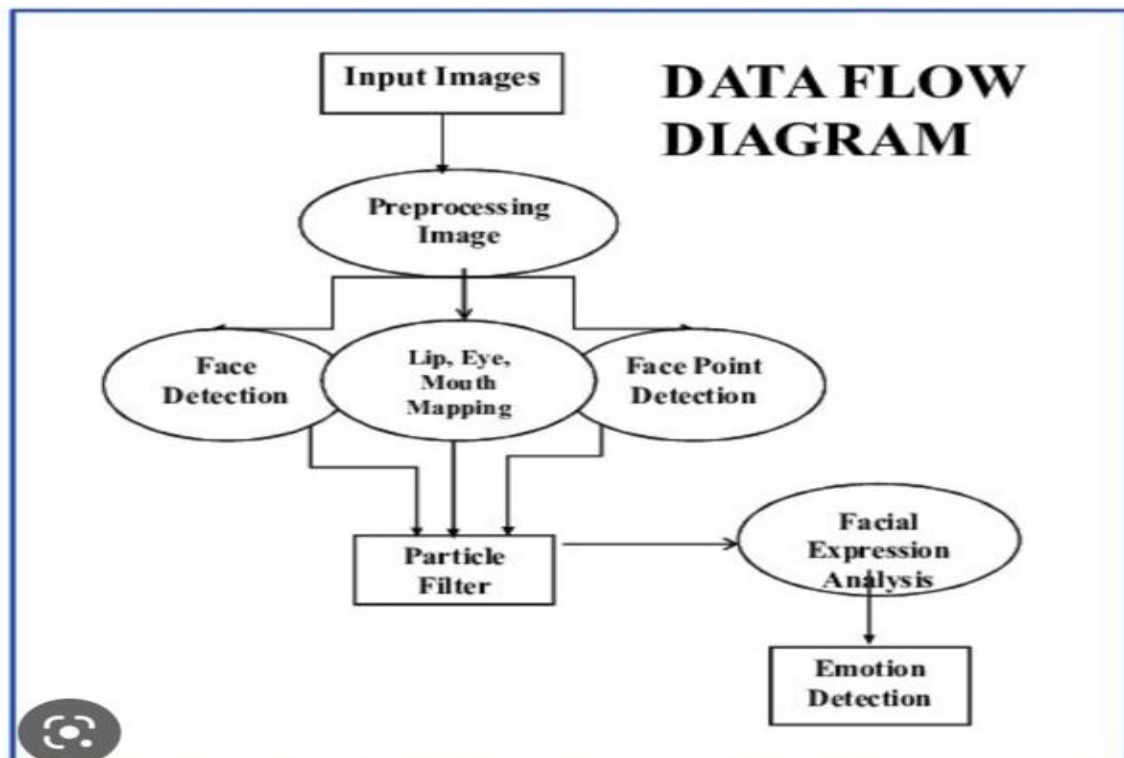 Input Images
DATA FLOW
DIAGRAM
Preprocessing
Image
Face
Detection
Lip, Eye,
Mouth
Mapping
Face Point
Detection
Particle
Filter
Facial
Expression
Analysis
Emotion
Detection